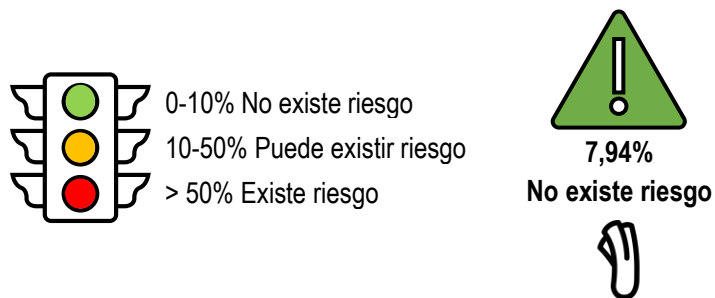 0-10% No existe riesgo
10-50% Puede existir riesgo
> 50% Existe riesgo
7,94%
No existe riesgo